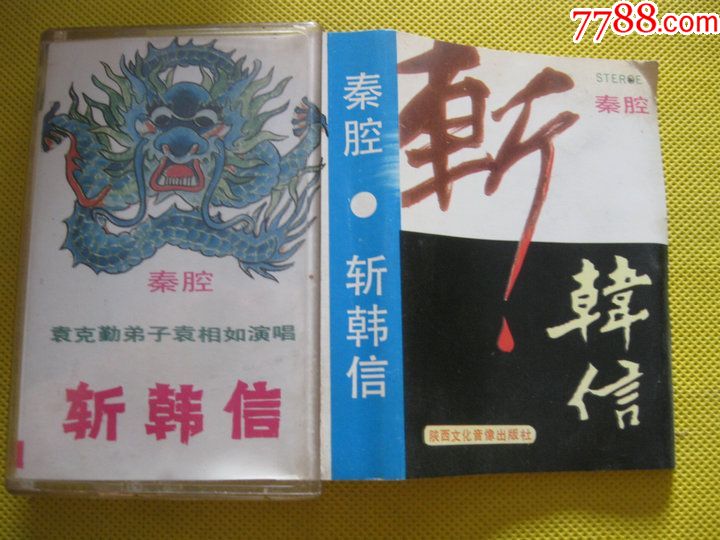 7788.com
秦腔
袁克勤弟子袁相如演唱
斩韩信
秦腔·斩韩信
STEROE
秦腔
斬
韓信
陕西文化音像出版社